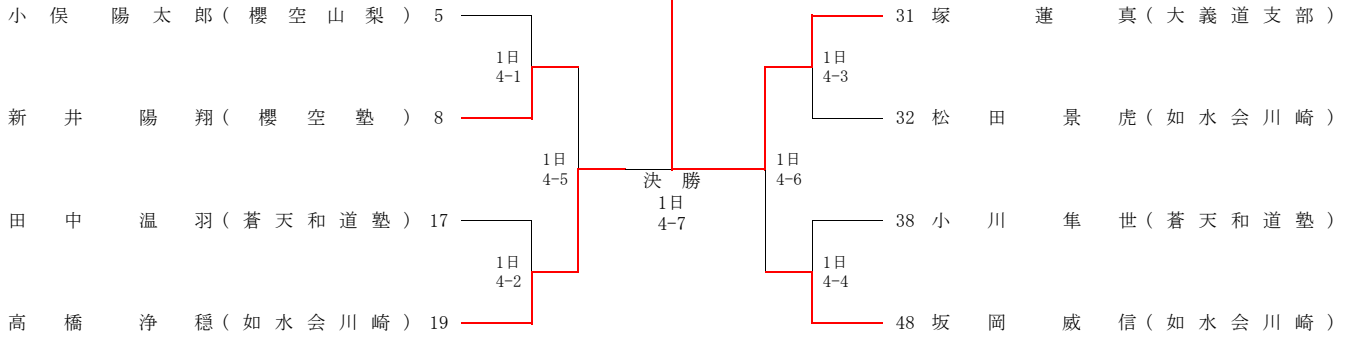 小俣 陽太郎(櫻空山梨) 5
31 塚 蓮真(大義道支部)
1日
4-1
1日
4-3
新井 陽翔(櫻空塾) 8
32 松田 景虎(如水会川崎)
1日
4-5
決勝
1日
4-7
1日
4-6
田中 温羽(蒼天和道塾) 17
38 小川 隼世(蒼天和道塾)
1日
4-2
1日
4-4
高橋 浄穏(如水会川崎) 19
48 坂岡 威信(如水会川崎)